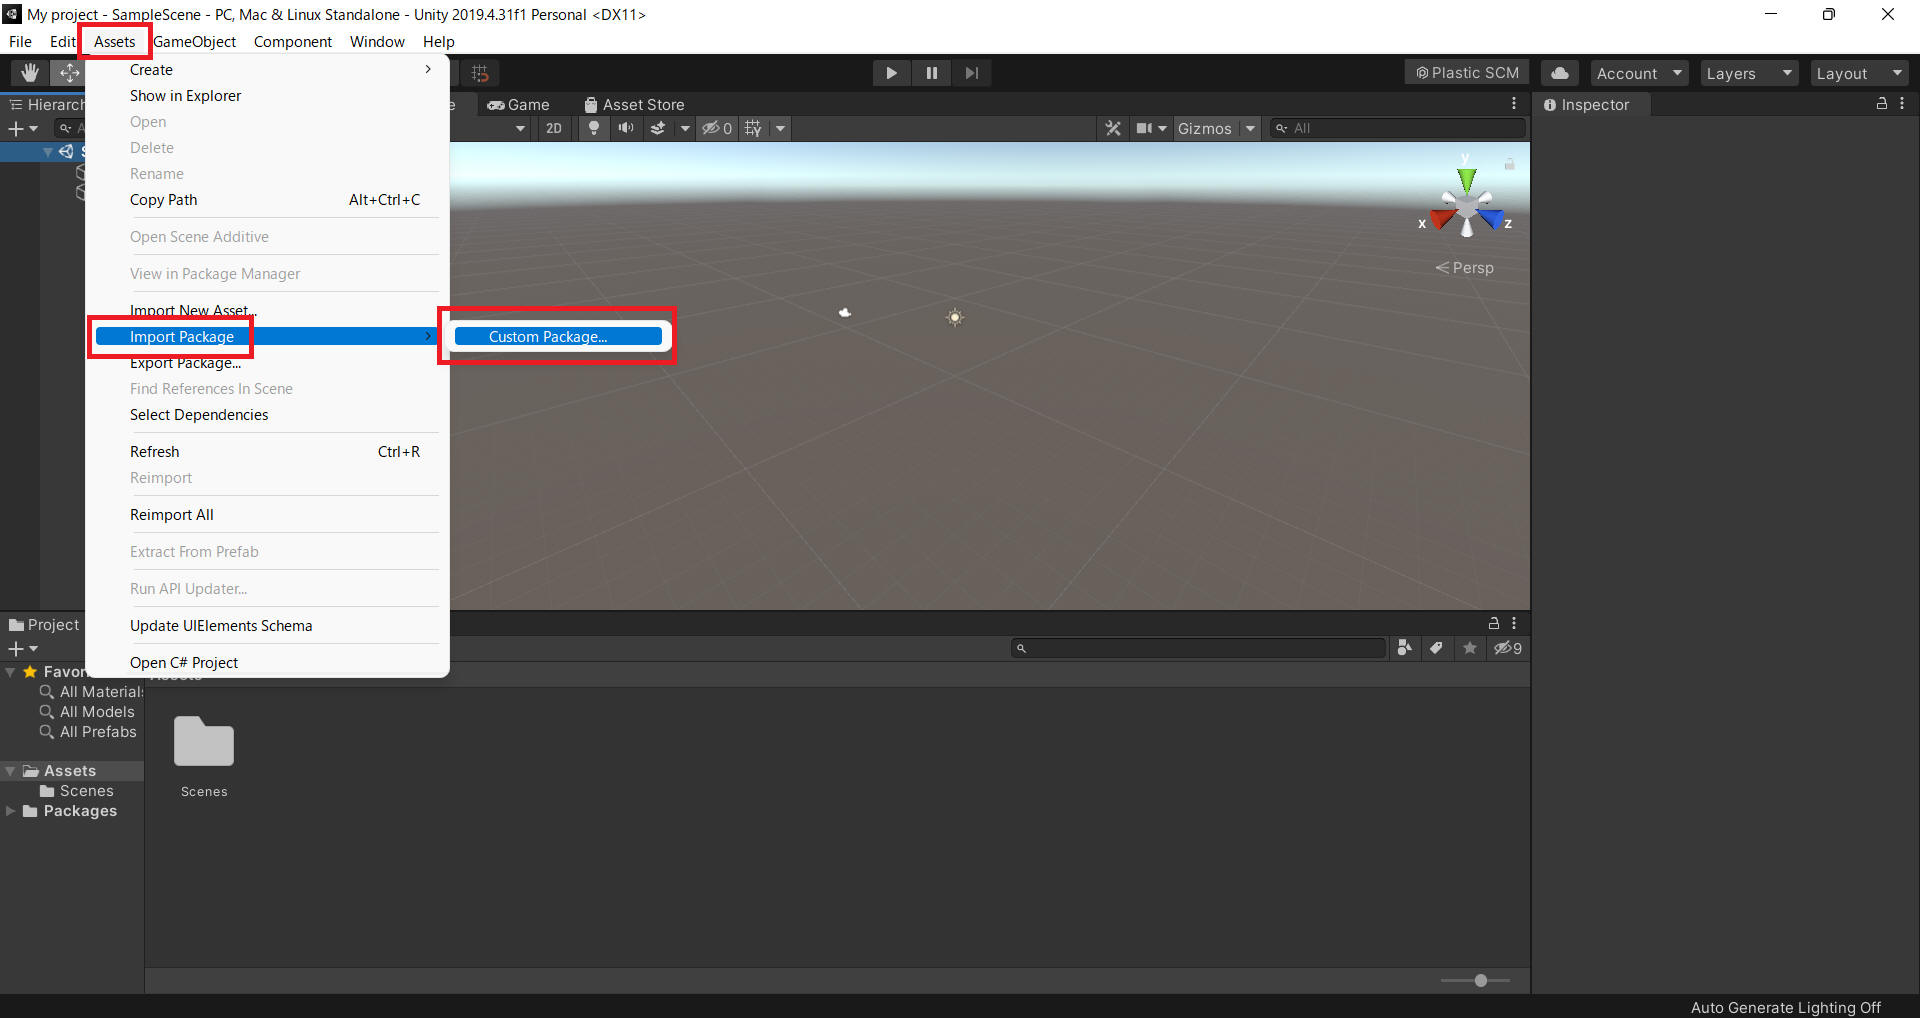 My project - SampleScene - PC, Mac & Linux Standalone - Unity 2019.4.31f1 Personal <DX11>
File Edit Assets GameObject Component Window Help
Plastic SCM Account Layers Layout
Create
Show in Explorer
Open
Delete
Rename
Copy Path Alt+Ctrl+C
Open Scene Additive
View in Package Manager
Import New Asset...
Import Package
Custom Package...
Export Package...
Find References In Scene
Select Dependencies
Refresh Ctrl+R
Reimport
Reimport All
Extract From Prefab
Run API Updater...
Update UIElements Schema
Open C# Project
Hierarch
Game Asset Store
2D 0 Gizmos All
y
x z
Persp
Inspector
Project
9
Favor
All Materials
All Models
All Prefabs
Assets
Scenes
Packages
Assets
Scenes
Auto Generate Lighting Off